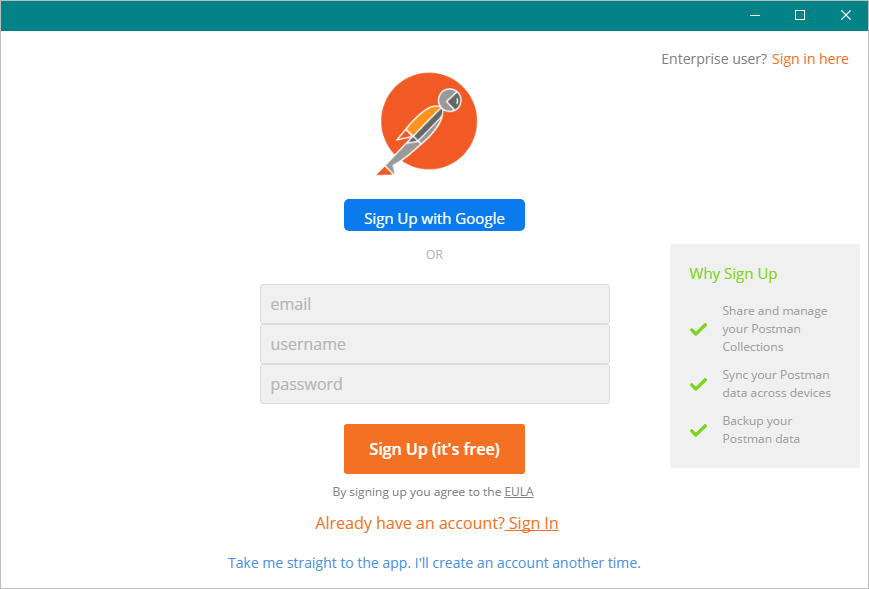 Enterprise user? Sign in here
Sign Up with Google
OR
email
username
password
Sign Up (it's free)
By signing up you agree to the EULA
Already have an account? Sign In
Take me straight to the app. I'll create an account another time.
Why Sign Up
Share and manage
your Postman
Collections
Sync your Postman
data across devices
Backup your
Postman data